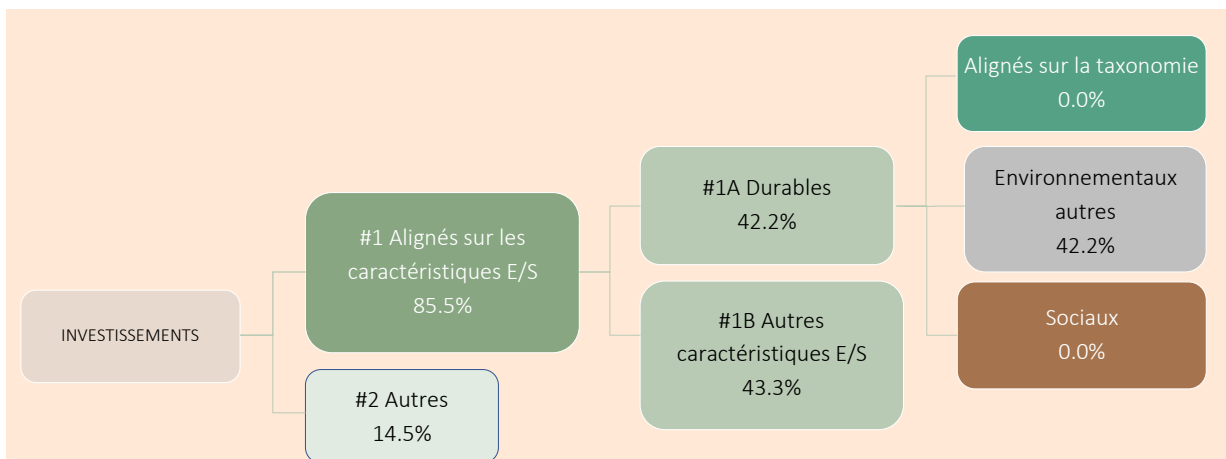 INVESTISSEMENTS
#1 Alignés sur les
caractéristiques E/S
85.5%
#2 Autres
14.5%
#1A Durables
42.2%
#1B Autres
caractéristiques E/S
43.3%
Alignés sur la taxonomie
0.0%
Environnementaux
autres
42.2%
Sociaux
0.0%